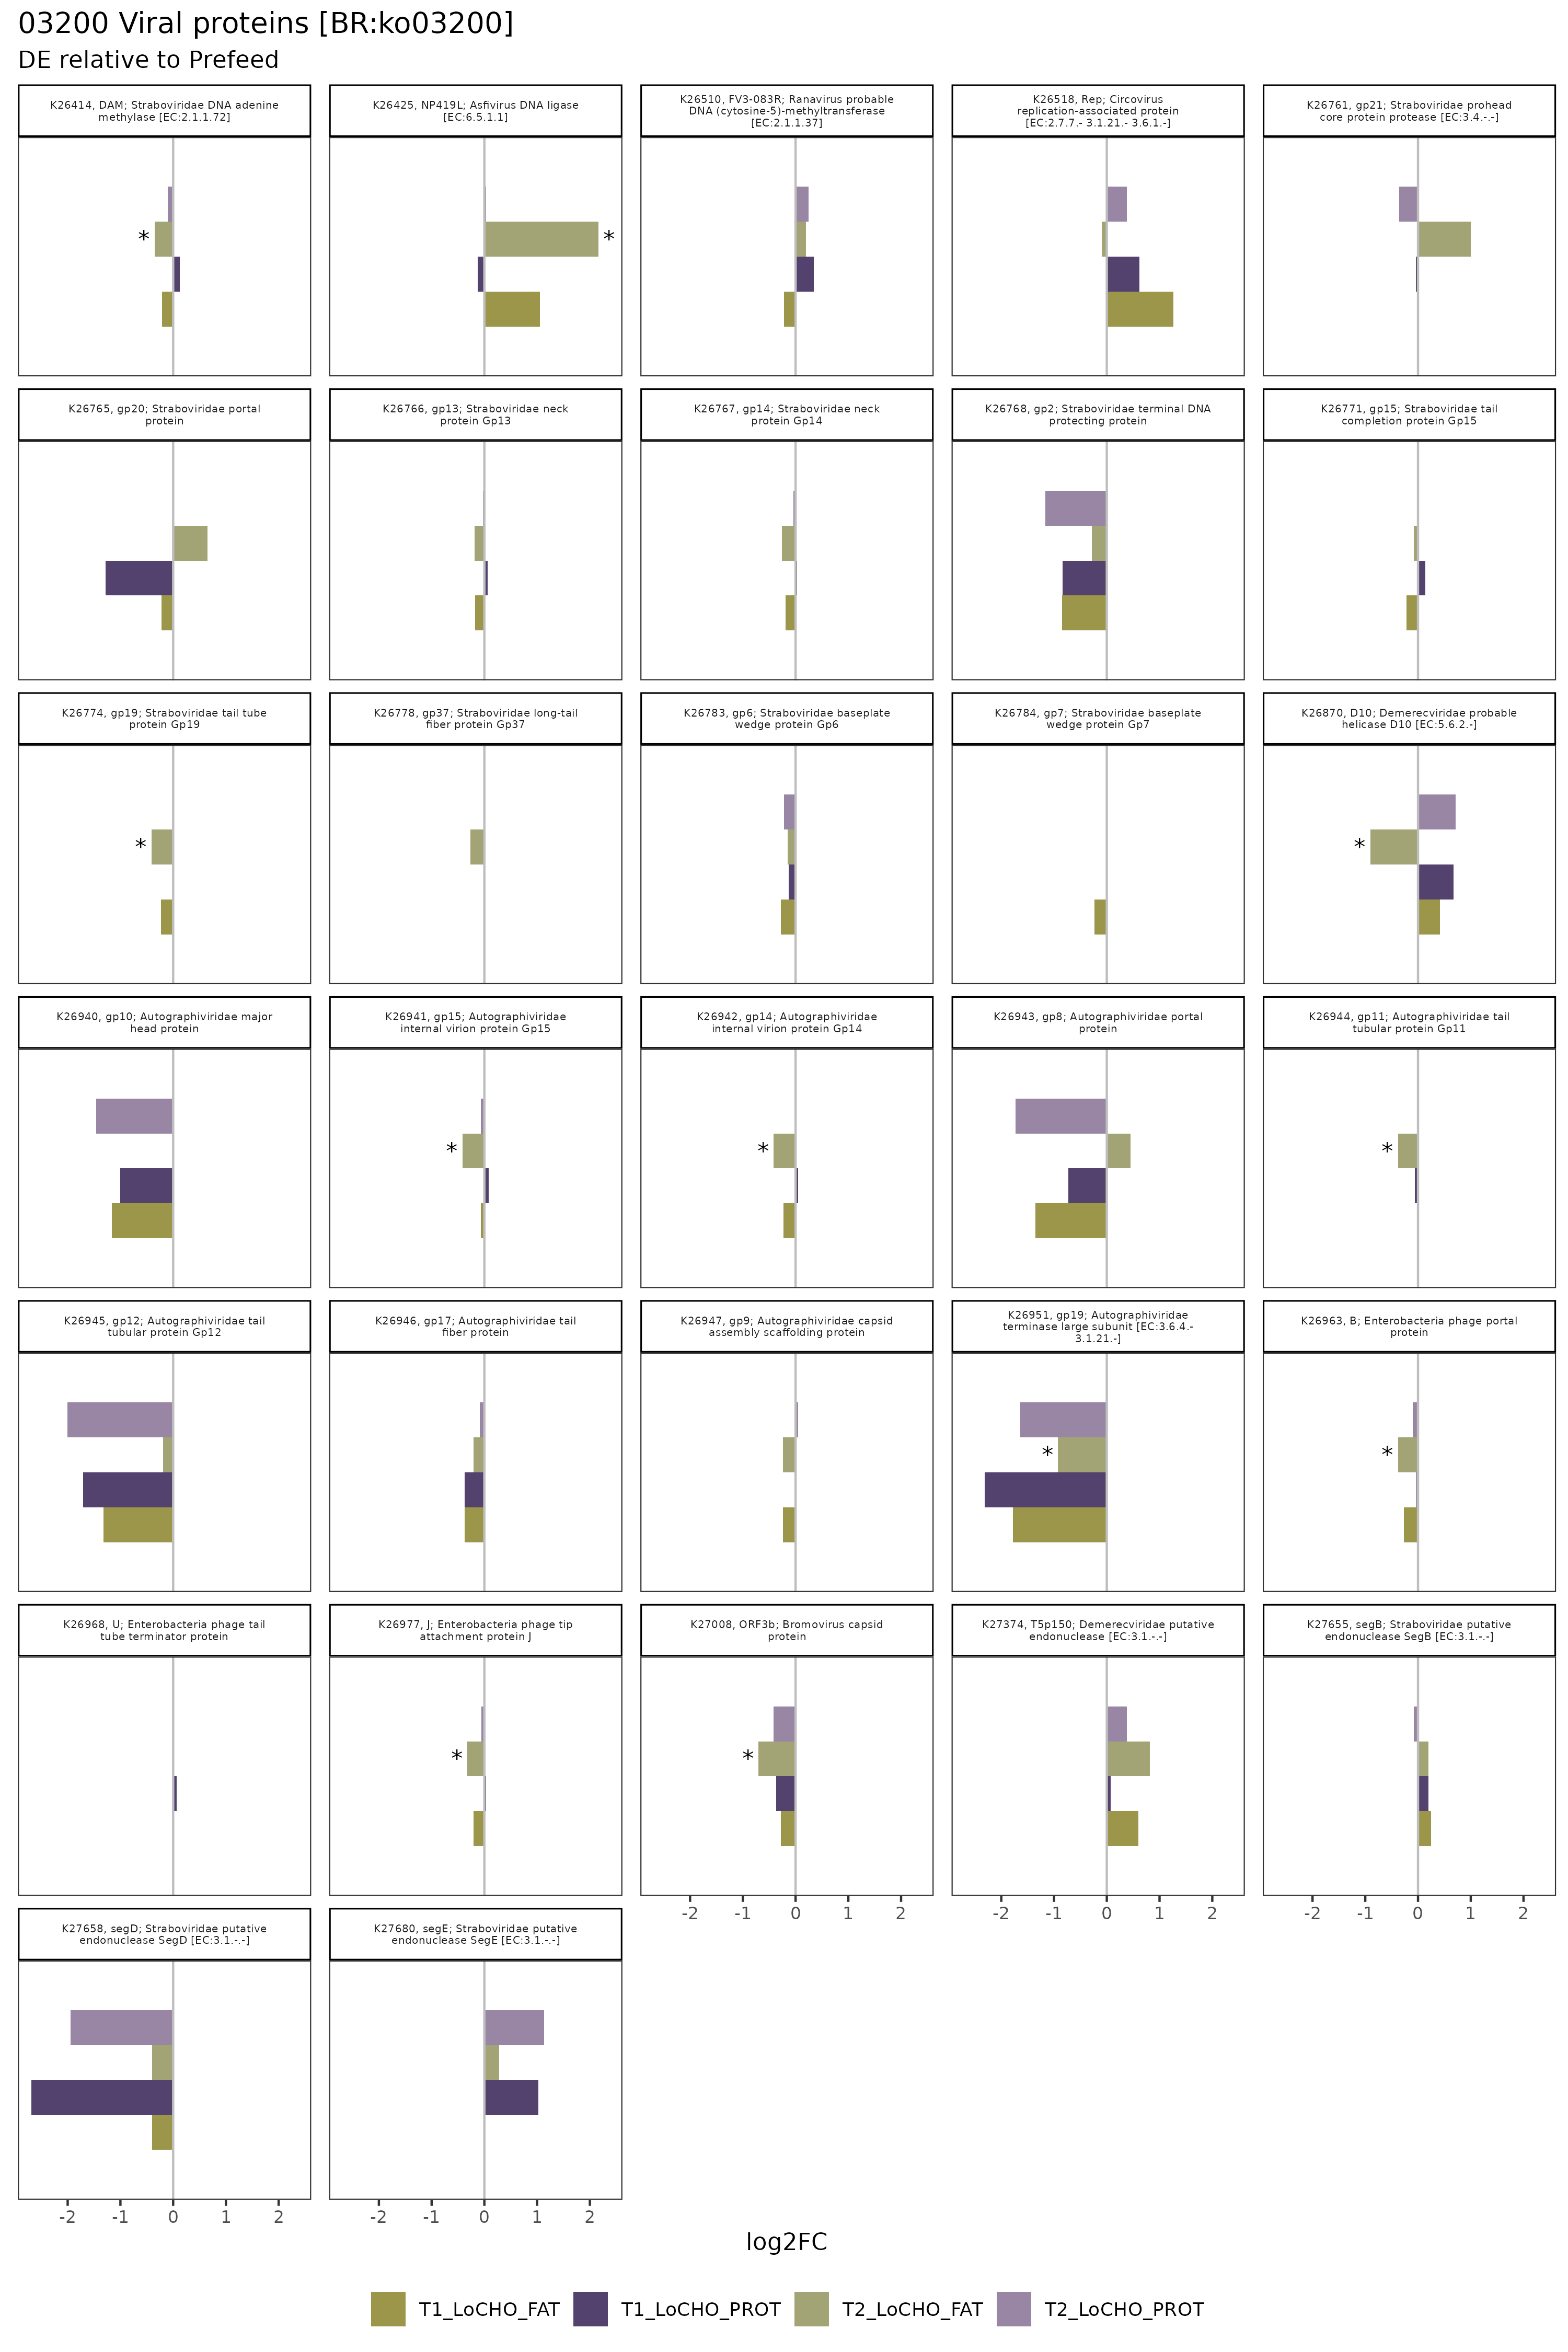 03200 Viral proteins [BR:ko03200]
DE relative to Prefeed
K26414, DAM; Straboviridae DNA adenine
methylase [EC:2.1.1.72]
K26425, NP419L; Asfivirus DNA ligase
[EC:6.5.1.1]
K26510, FV3-083R; Ranavirus probable
DNA (cytosine-5)-methyltransferase
[EC:2.1.1.37]
K26518, Rep; Circovirus
replication-associated protein
[EC:2.7.7.- 3.1.21.- 3.6.1.-]
K26761, gp21; Straboviridae prohead
core protein protease [EC:3.4.-.-]
*
*
K26765, gp20; Straboviridae portal
protein
K26766, gp13; Straboviridae neck
protein Gp13
K26767, gp14; Straboviridae neck
protein Gp14
K26768, gp2; Straboviridae terminal DNA
protecting protein
K26771, gp15; Straboviridae tail
completion protein Gp15
K26774, gp19; Straboviridae tail tube
protein Gp19
K26778, gp37; Straboviridae long-tail
fiber protein Gp37
K26783, gp6; Straboviridae baseplate
wedge protein Gp6
K26784, gp7; Straboviridae baseplate
wedge protein Gp7
K26870, D10; Demerecviridae probable
helicase D10 [EC:5.6.2.-]
*
*
K26940, gp10; Autographiviridae major
head protein
K26941, gp15; Autographiviridae
internal virion protein Gp15
K26942, gp14; Autographiviridae
internal virion protein Gp14
K26943, gp8; Autographiviridae portal
protein
K26944, gp11; Autographiviridae tail
tubular protein Gp11
*
*
*
K26945, gp12; Autographiviridae tail
tubular protein Gp12
K26946, gp17; Autographiviridae tail
fiber protein
K26947, gp9; Autographiviridae capsid
assembly scaffolding protein
K26951, gp19; Autographiviridae
terminase large subunit [EC:3.6.4.-
3.1.21.-]
K26963, B; Enterobacteria phage portal
protein
*
*
K26968, U; Enterobacteria phage tail
tube terminator protein
K26977, J; Enterobacteria phage tip
attachment protein J
K27008, ORF3b; Bromovirus capsid
protein
K27374, T5p150; Demerecviridae putative
endonuclease [EC:3.1.-.-]
K27655, segB; Straboviridae putative
endonuclease SegB [EC:3.1.-.-]
*
*
-2 -1 0 1 2
-2 -1 0 1 2
-2 -1 0 1 2
K27658, segD; Straboviridae putative
endonuclease SegD [EC:3.1.-.-]
K27680, segE; Straboviridae putative
endonuclease SegE [EC:3.1.-.-]
-2 -1 0 1 2
-2 -1 0 1 2
log2FC
T1_LoCHO_FAT T1_LoCHO_PROT T2_LoCHO_FAT T2_LoCHO_PROT